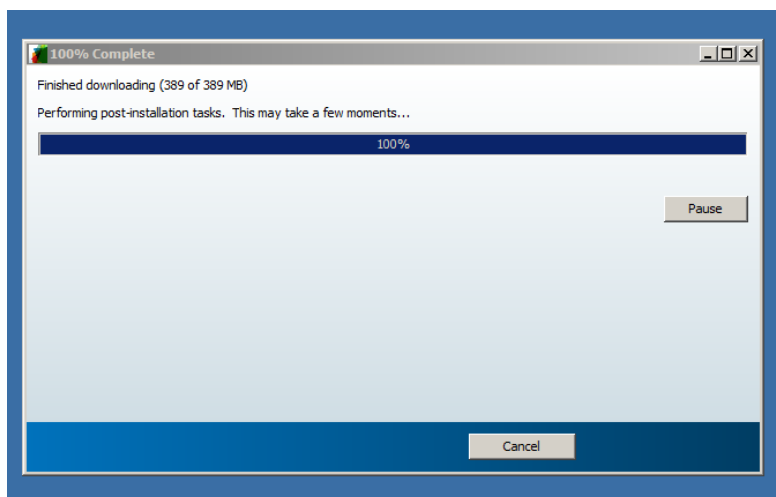 100% Complete
Finished downloading (389 of 389 MB)
Performing post-installation tasks.  This may take a few moments...
100%
Pause
Cancel